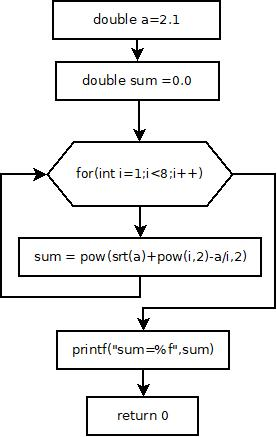 double a=2.1
double sum =0.0
for(int i=1;i<8;i++)
sum = pow(srt(a)+pow(i,2)-a/i,2)
printf("sum=%f",sum)
return 0